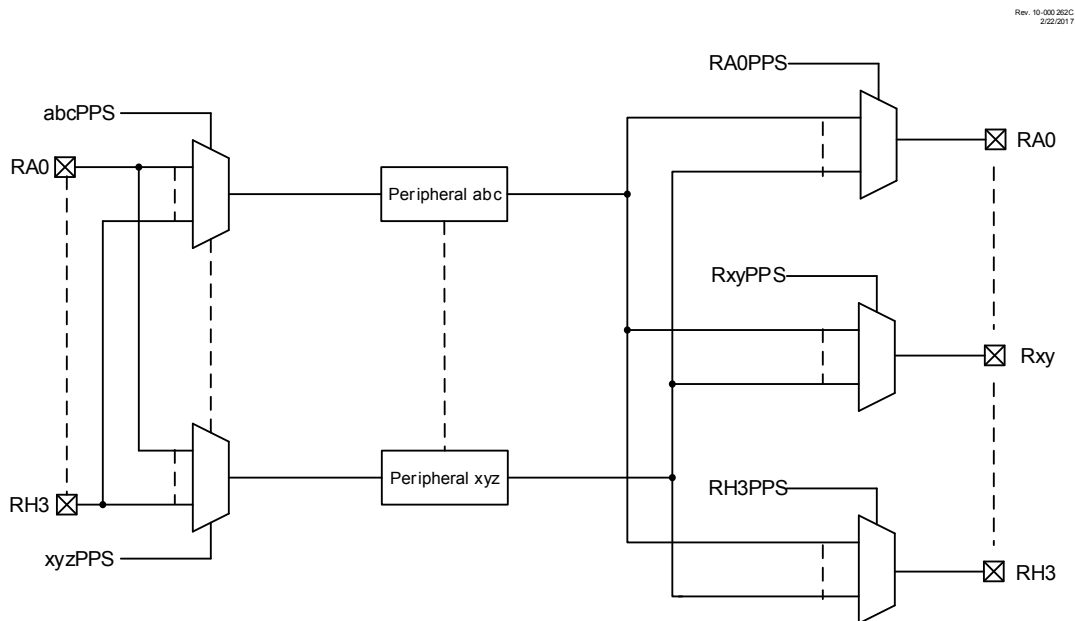 Rev. 10-000 262C
2/22/2017
RA0PPS
abcPPS
RA0
RA0
Peripheral abc
RxyPPS
Rxy
Peripheral xyz
RH3PPS
RH3
xyzPPS
RH3